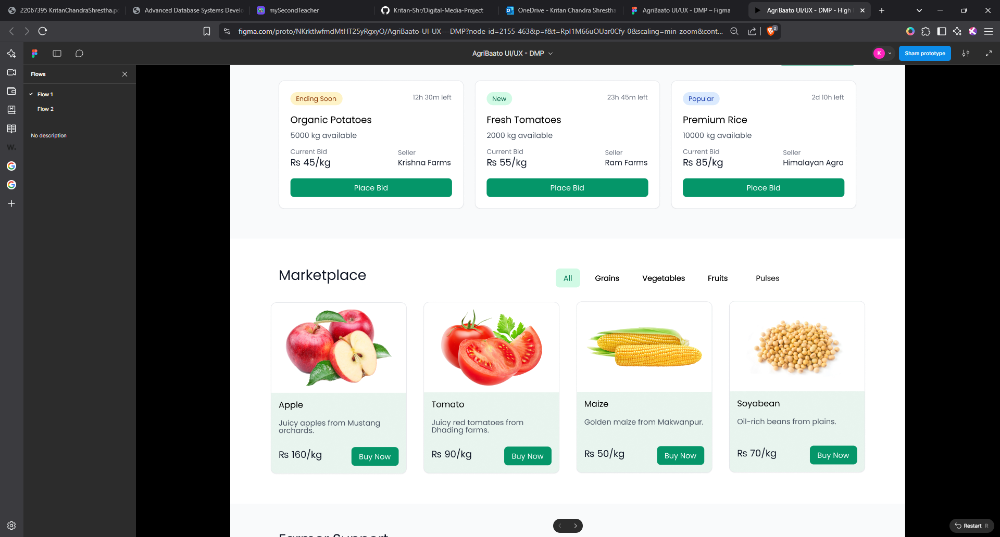 22067395 KritanChandraShrestha.p
Advanced Database Systems Develo
mySecondTeacher
Kritan-Shr/Digital-Media-Project
OneDrive - Kritan Chandra Shrestha
AgriBaato UI/UX - DMP – Figma
AgriBaato UI/UX - DMP - High
figma.com/proto/NKrktIwfmdMtHT25yRgxyO/AgriBaato-UI-UX---DMP?node-id=2155-463&p=f&t=RpI1M66uOUar0Cfy-0&scaling=min-zoom&cont...
2
AgriBaato UI/UX - DMP
K
Share prototype
Flows
Flow 1
Flow 2
No description
W.
Ending Soon
12h 30m left
Organic Potatoes
5000 kg available
Current Bid
Seller
Rs 45/kg
Krishna Farms
Place Bid
New
23h 45m left
Fresh Tomatoes
2000 kg available
Current Bid
Seller
Rs 55/kg
Ram Farms
Place Bid
Popular
2d 10h left
Premium Rice
10000 kg available
Current Bid
Seller
Rs 85/kg
Himalayan Agro
Place Bid
Marketplace
All
Grains
Vegetables
Fruits
Pulses
Apple
Juicy apples from Mustang
orchards.
Rs 160/kg
Buy Now
Tomato
Juicy red tomatoes from
Dhading farms.
Rs 90/kg
Buy Now
Maize
Golden maize from Makwanpur.
Rs 50/kg
Buy Now
Soyabean
Oil-rich beans from plains.
Rs 70/kg
Buy Now
Farmer Support
Restart R